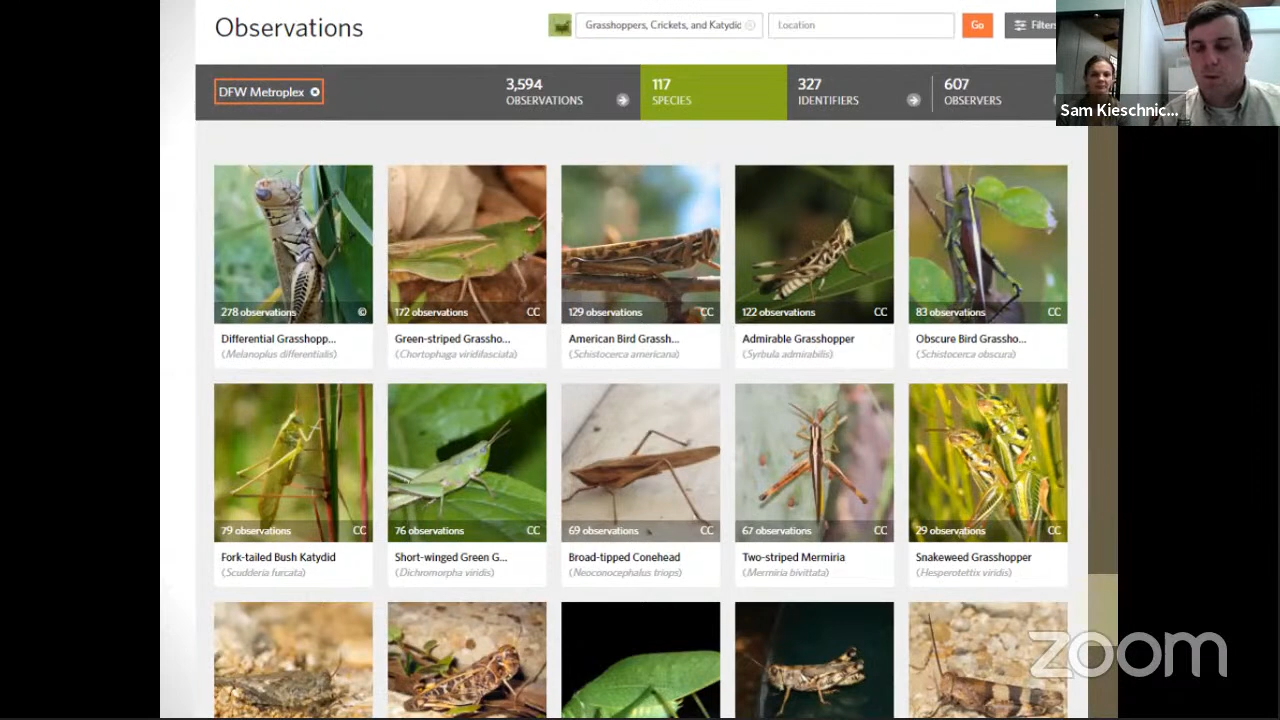 Observations
Grasshoppers, Crickets, and Katydic
Location
Go
Filters
Sam Kieschnic...
DFW Metroplex
3,594
OBSERVATIONS
117
SPECIES
327
IDENTIFIERS
607
OBSERVERS
278 observations ©
172 observations CC
129 observations CC
122 observations CC
83 observations CC
Differential Grasshopp...
(Melanoplus differentialis)
Green-striped Grassho...
(Chortophaga viridifasciata)
American Bird Grassh...
(Schistocerca americana)
Admirable Grasshopper
(Syrbula admirabilis)
Obscure Bird Grassho...
(Schistocerca obscura)
79 observations CC
76 observations CC
69 observations CC
67 observations CC
29 observations CC
Fork-tailed Bush Katydid
(Scudderia furcata)
Short-winged Green G...
(Dichromorpha viridis)
Broad-tipped Conehead
(Neoconocephalus triops)
Two-striped Mermiria
(Mermiria bivittata)
Snakeweed Grasshopper
(Hesperotettix viridis)
zoom